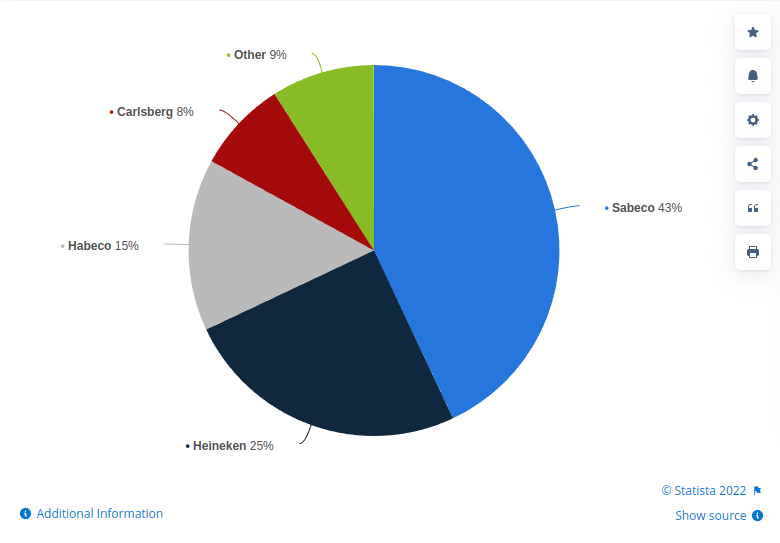 Other 9%
Carlsberg 8%
Sabeco 43%
Habeco 15%
Heineken 25%
© Statista 2022
Additional Information
Show source